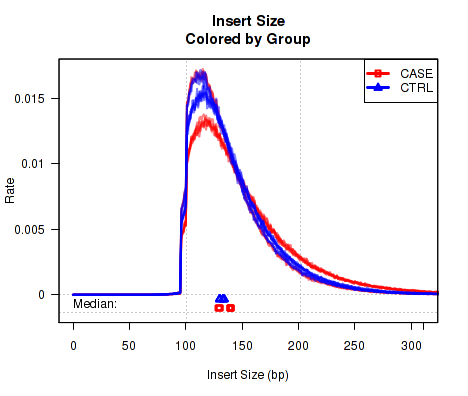 Insert Size
Colored by Group
CASE
CTRL
0.015
0.01
0.005
0
Rate
Median:
0 50 100 150 200 250 300
Insert Size (bp)